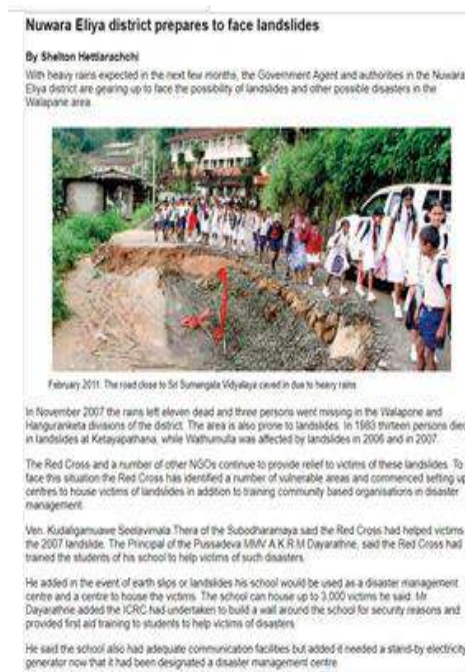 Nuwara Eliya district prepares to face landslides
By Shelton Hettiarachchi
With heavy rains expected in the next few months, the Government Agent and authorities in the Nuwara
Eliya district are gearing up to face the possibility of landslides and other possible disasters in the
Walapane area.
February 2011. The road close to Sri Sumangala Vidyalaya caved in due to heavy rains
In November 2007 the rains left eleven dead and three persons went missing in the Walapone and
Hanguranketa divisions of the district. The area is also prone to landslides. In 1983 thirteen persons died
in landslides at Ketayapathana, while Wathumulla was affected by landslides in 2006 and in 2007.
The Red Cross and a number of other NGOs continue to provide relief to victims of these landslides. To
face this situation the Red Cross has identified a number of vulnerable areas and commenced setting up
centres to house victims of landslides in addition to training community based organisations in disaster
management.
Ven. Kudaligamuawe Seelavimala Thera of the Subodharamaya said the Red Cross had helped victims
the 2007 landslide. The Principal of the Pussadeva MMV A.K.R.M Dayarathne, said the Red Cross had
trained the students of his school to help victims of such disasters.
He added in the event of earth slips or landslides his school would be used as a disaster management
centre and a centre to house the victims. The school can house up to 3,000 victims he said. Mr.
Dayarathne added the ICRC had undertaken to build a wall around the school for security reasons and
provided first aid training to students to help victims of disasters.
He said the school also had adequate communication facilities but added it needed a stand-by electricity
generator now that it had been designated a disaster management centre.